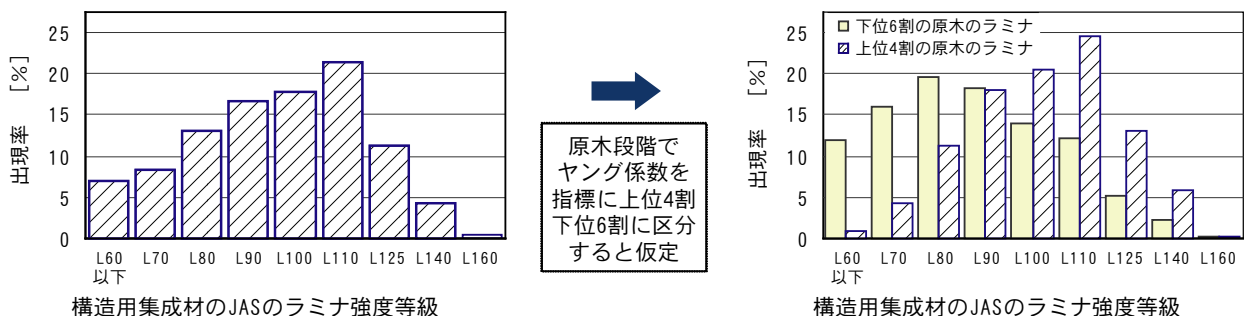 25
20
15
10
5
0
出現率 [%]
L60 L70 L80 L90 L100 L110 L125 L140 L160
以下
構造用集成材のJASのラミナ強度等級
原木段階で
ヤング係数を
指標に上位4割
下位6割に区分
すると仮定
下位6割の原木のラミナ
上位4割の原木のラミナ
25
20
15
10
5
0
出現率 [%]
L60 L70 L80 L90 L100 L110 L125 L140 L160
以下
構造用集成材のJASのラミナ強度等級